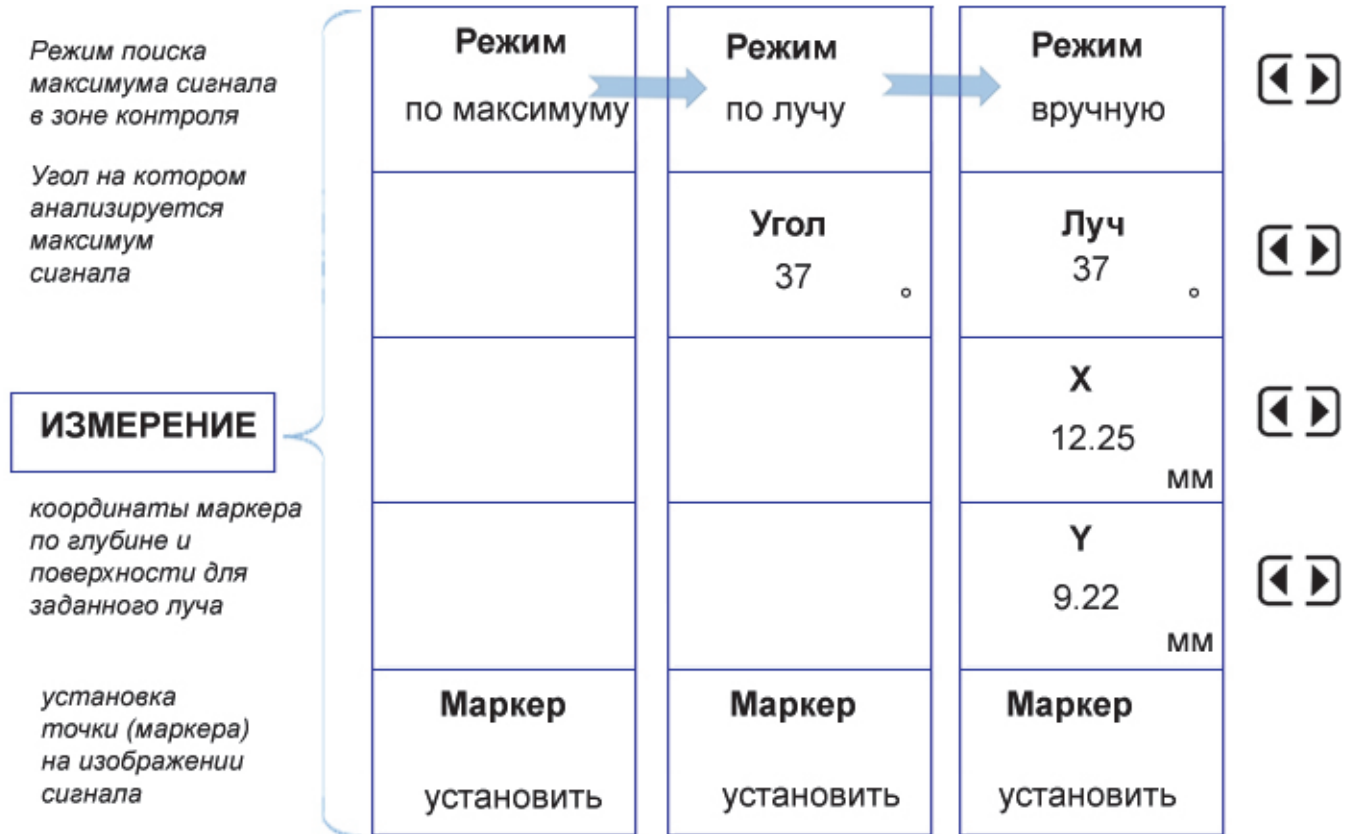 Режим поиска
максимума сигнала
в зоне контроля
Угол на котором
анализируется
максимум
сигнала
ИЗМЕРЕНИЕ
координаты маркера
по глубине и
поверхности для
заданного луча
установка
точки (маркера)
на изображении
сигнала
Режим
по максимуму
Маркер
установить
Режим
по лучу
Угол
37
°
Маркер
установить
Режим
вручную
Луч
37
°
X
12.25
мм
Y
9.22
мм
Маркер
установить